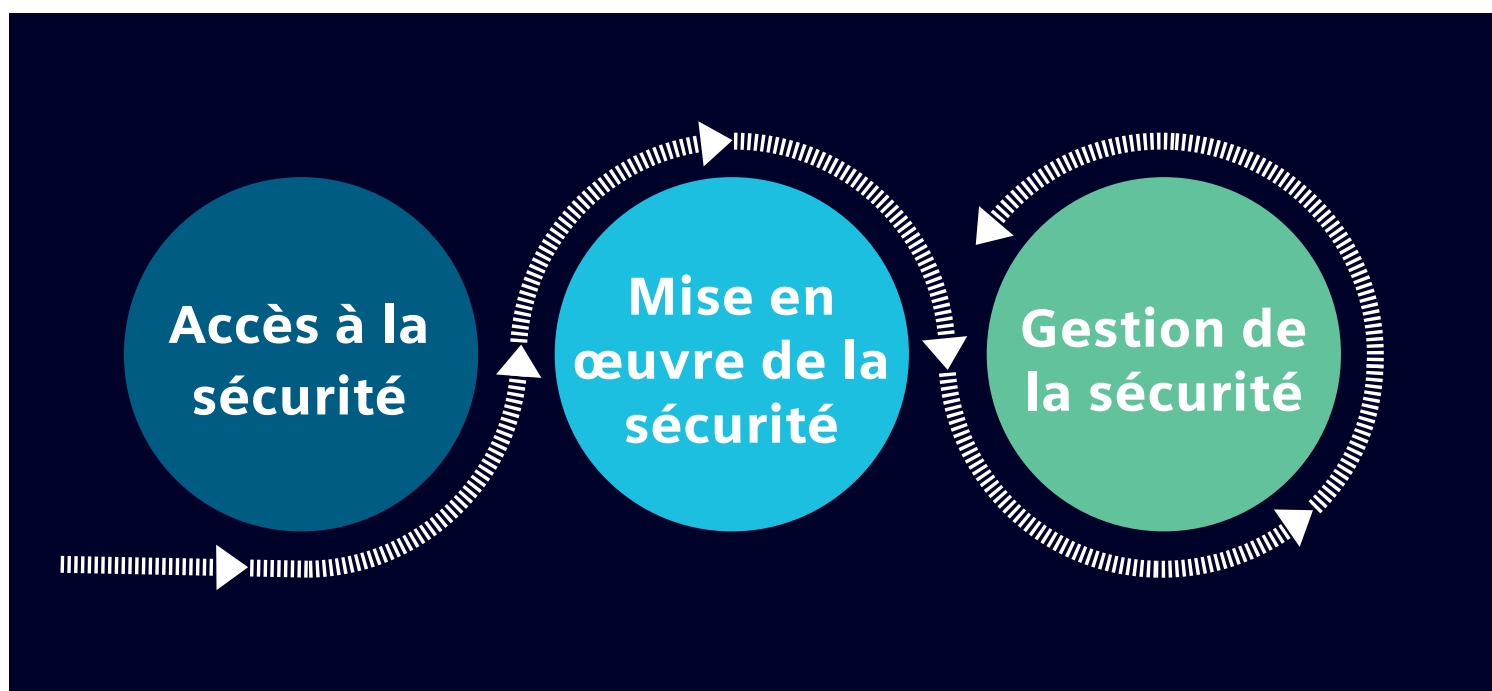 Accès à la
sécurité
Mise en
œuvre de la
sécurité
Gestion de
la sécurité